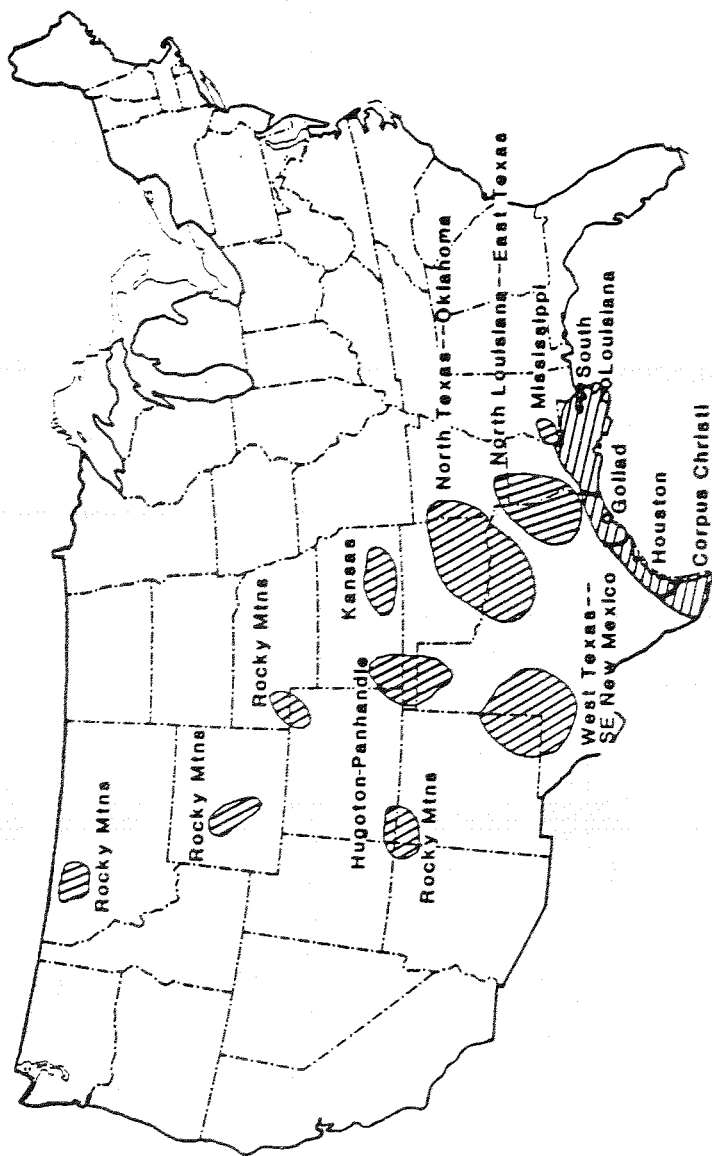 Rocky Mtns
Rocky Mtns
Rocky Mtns
Kansas
Hugoton-Panhandle
Rocky Mtns
North Texas--Oklahoma
North Louisiana--East Texas
Mississippi
South
Louisiana
Goliad
Houston
Corpus Christi
West Texas--
SE New Mexico